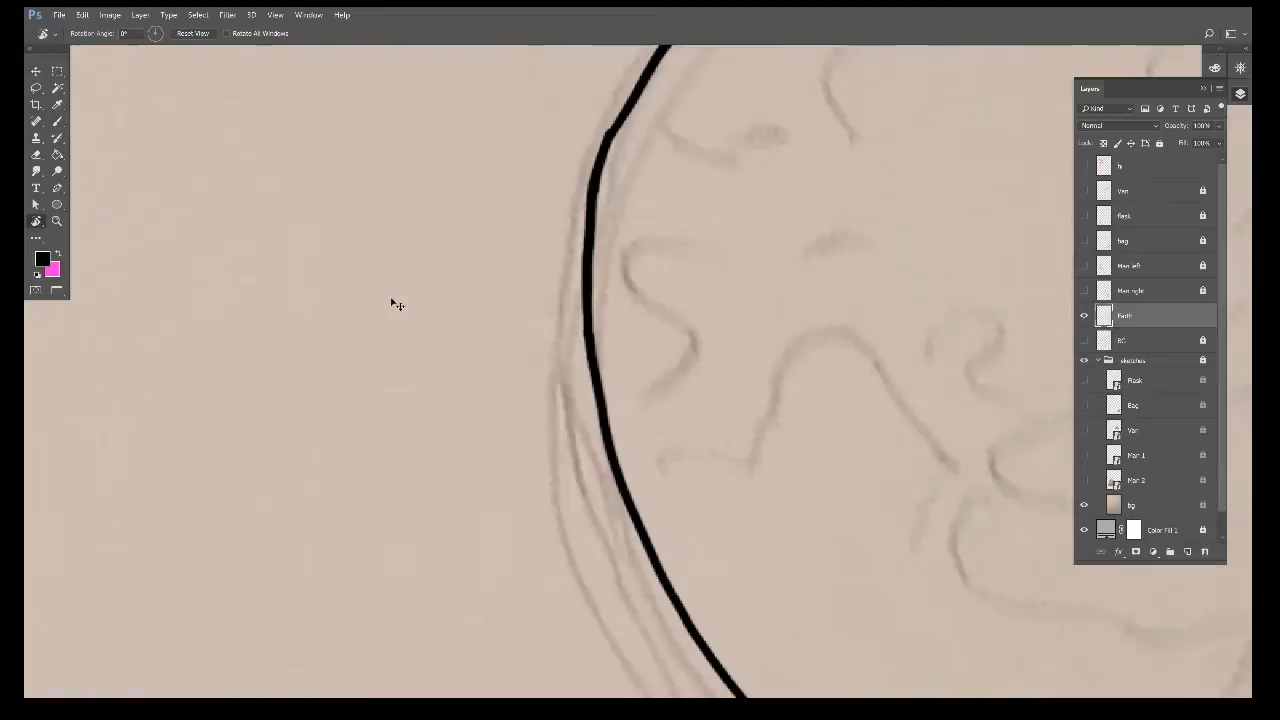 Ps File Edit Image Layer Type Select Filter 3D View Window Help
Rotation Angle: 0° Reset View Rotate All Windows
Layers
Kind
Normal Opacity: 100%
Lock: Fill: 100%
hi
Van
flask
bag
Man left
Man right
Earth
BG
sketches
Flask
Bag
Van
Man 1
Man 2
bg
Color Fill 1